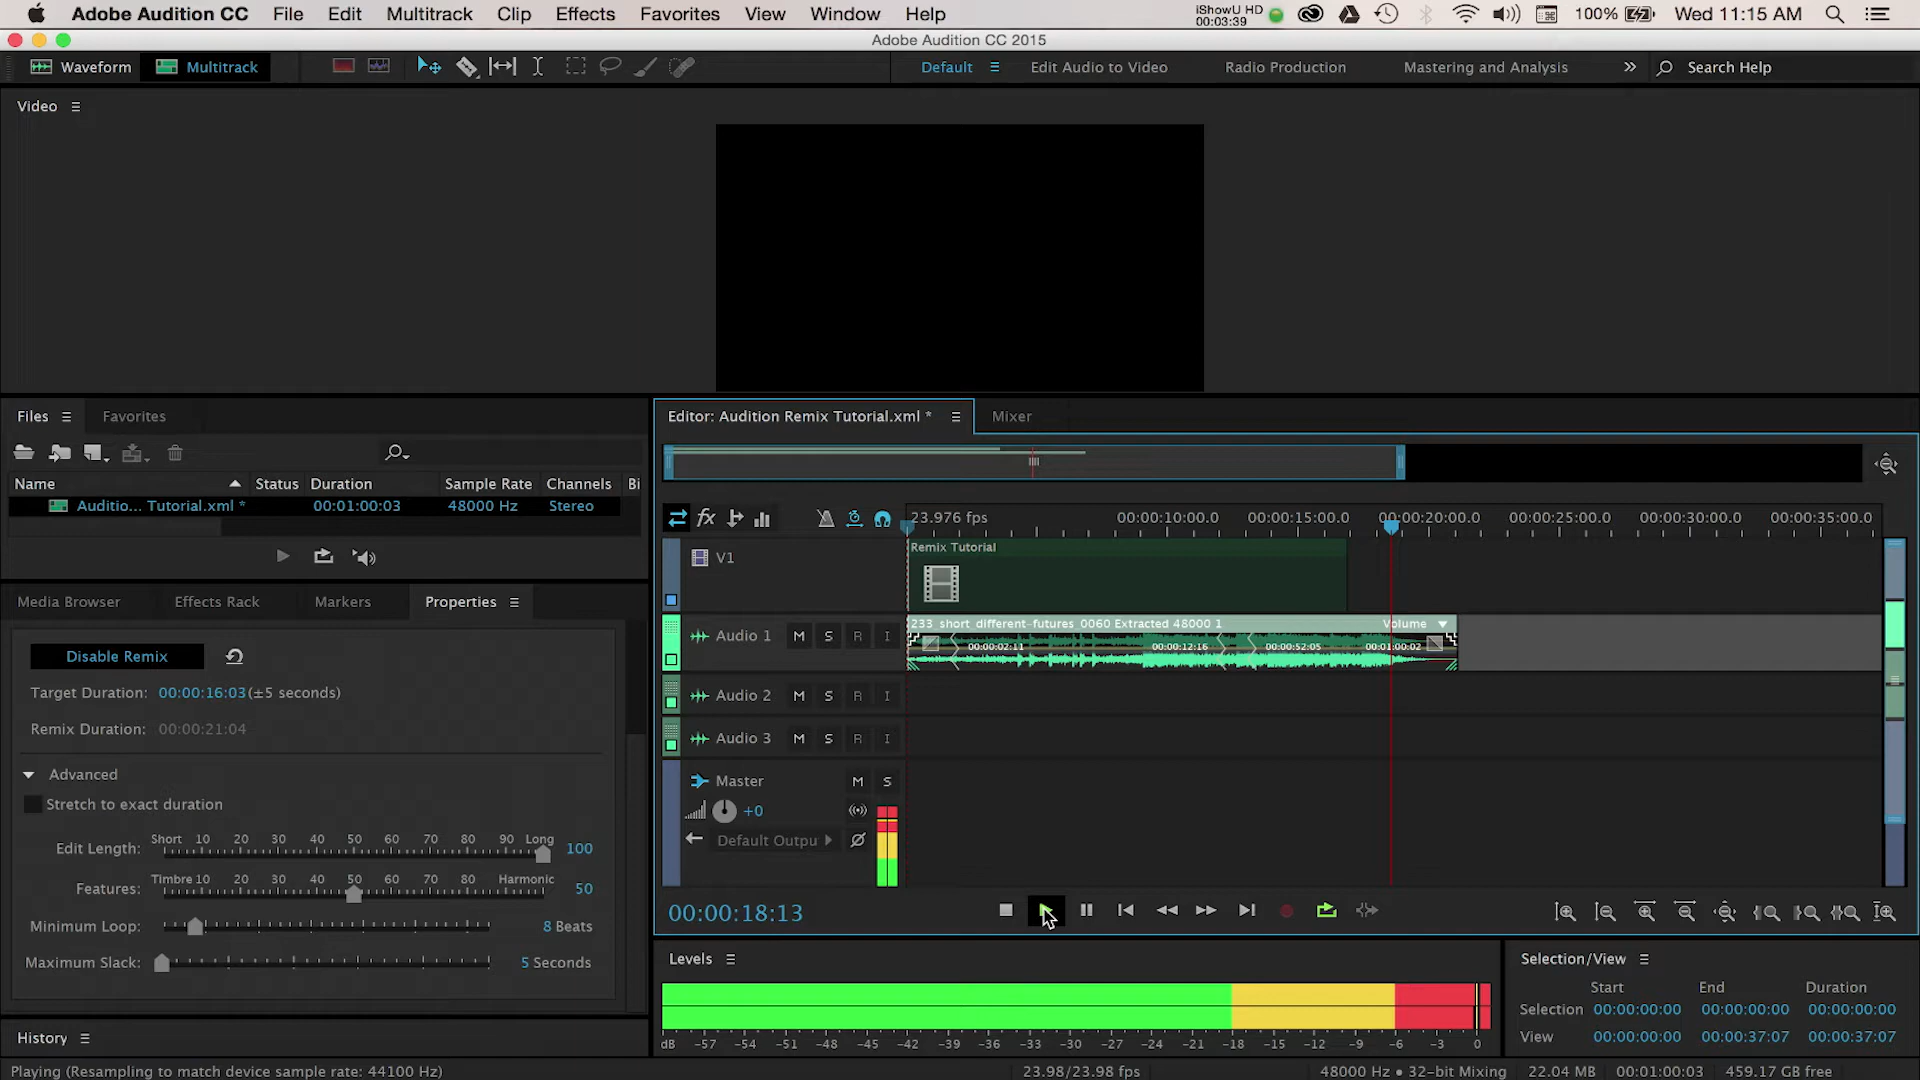 Adobe Audition CC File Edit Multitrack Clip Effects Favorites View Window Help iShowU HD 00:03:39 100% Wed 11:15 AM
Adobe Audition CC 2015
Waveform Multitrack Default Edit Audio to Video Radio Production Mastering and Analysis Search Help
Video
Files Favorites
Name Status Duration Sample Rate Channels Bi
Auditio... Tutorial.xml * 00:01:00:03 48000 Hz Stereo
Media Browser Effects Rack Markers Properties
Disable Remix
Target Duration: 00:00:16:03 (±5 seconds)
Remix Duration: 00:00:21:04
Advanced
Stretch to exact duration
Short 10 20 30 40 50 60 70 80 90 Long
Edit Length: 100
Timbre 10 20 30 40 50 60 70 80 Harmonic
Features: 50
Minimum Loop: 8 Beats
Maximum Slack: 5 Seconds
History
Editor: Audition Remix Tutorial.xml * Mixer
fx 23.976 fps 00:00:10:00.0 00:00:15:00.0 00:00:20:00.0 00:00:25:00.0 00:00:30:00.0 00:00:35:00.0
V1 Remix Tutorial
233_short_different-futures_0060 Extracted 48000 1 Volume
Audio 1 M S R I 00:00:02:11 00:00:12:16 00:00:52:05 00:01:00:02
Audio 2 M S R I
Audio 3 M S R I
Master M S
+0
Default Outpu
00:00:18:13
Levels
dB -57 -54 -51 -48 -45 -42 -39 -36 -33 -30 -27 -24 -21 -18 -15 -12 -9 -6 -3 0
Selection/View
Start End Duration
Selection 00:00:00:00 00:00:00:00 00:00:00:00
View 00:00:00:00 00:00:37:07 00:00:37:07
Playing (Resampling to match device sample rate: 44100 Hz) 23.98/23.98 fps 48000 Hz • 32-bit Mixing 22.04 MB 00:01:00:03 459.17 GB free